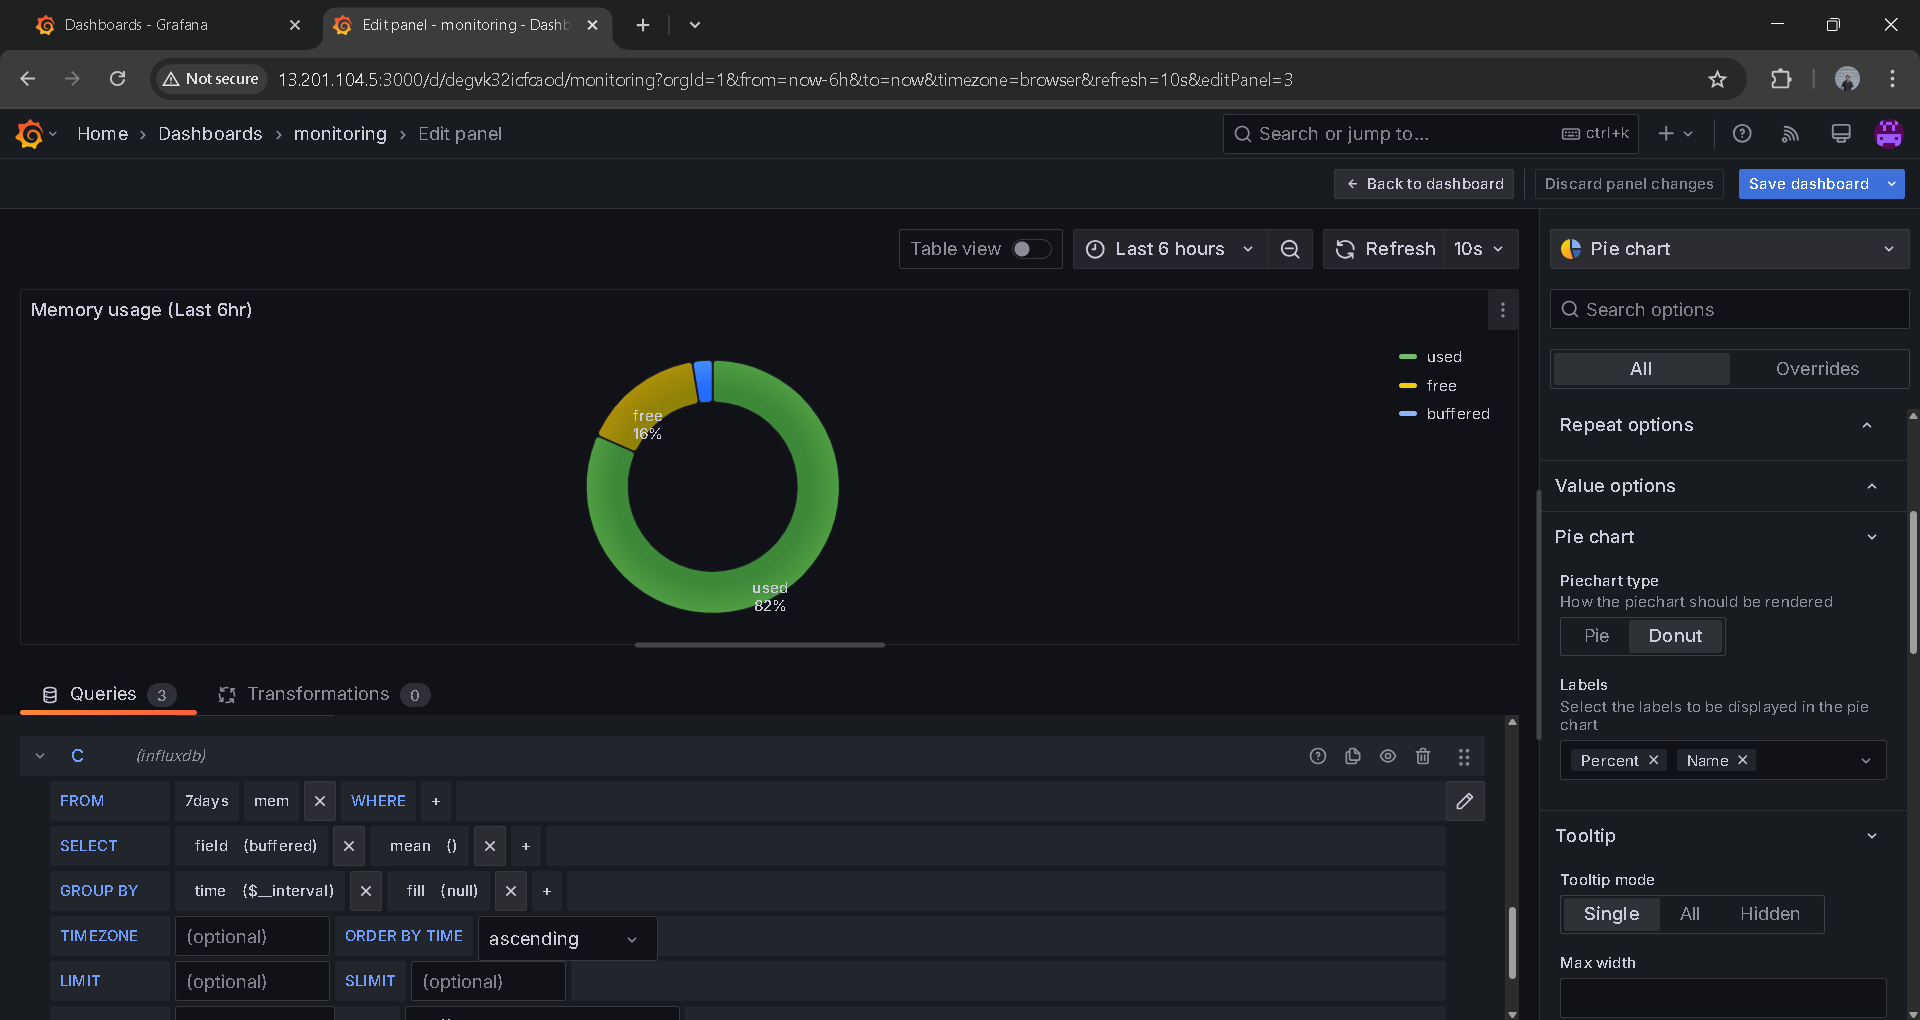 Dashboards - Grafana
Edit panel - monitoring - Dashb
Not secure
13.201.104.5:3000/d/degvk32icfcaod/monitoring?orgId=1&from=now-6h&to=now&timezone=browser&refresh=10s&editPanel=3
Home > Dashboards > monitoring > Edit panel
Search or jump to...
ctrl+k
Back to dashboard
Discard panel changes
Save dashboard
Table view
Last 6 hours
Refresh
10s
Pie chart
Memory usage (Last 6hr)
Search options
All
Overrides
used
free
buffered
free
16%
used
82%
Repeat options
Value options
Pie chart
Piechart type
How the piechart should be rendered
Pie
Donut
Labels
Select the labels to be displayed in the pie
chart
Percent
Name
Tooltip
Tooltip mode
Single
All
Hidden
Max width
Queries 3
Transformations 0
C (influxdb)
FROM 7days mem WHERE +
SELECT field (buffered) mean () +
GROUP BY time ($__interval) fill (null) +
TIMEZONE (optional) ORDER BY TIME ascending
LIMIT (optional) SLIMIT (optional)